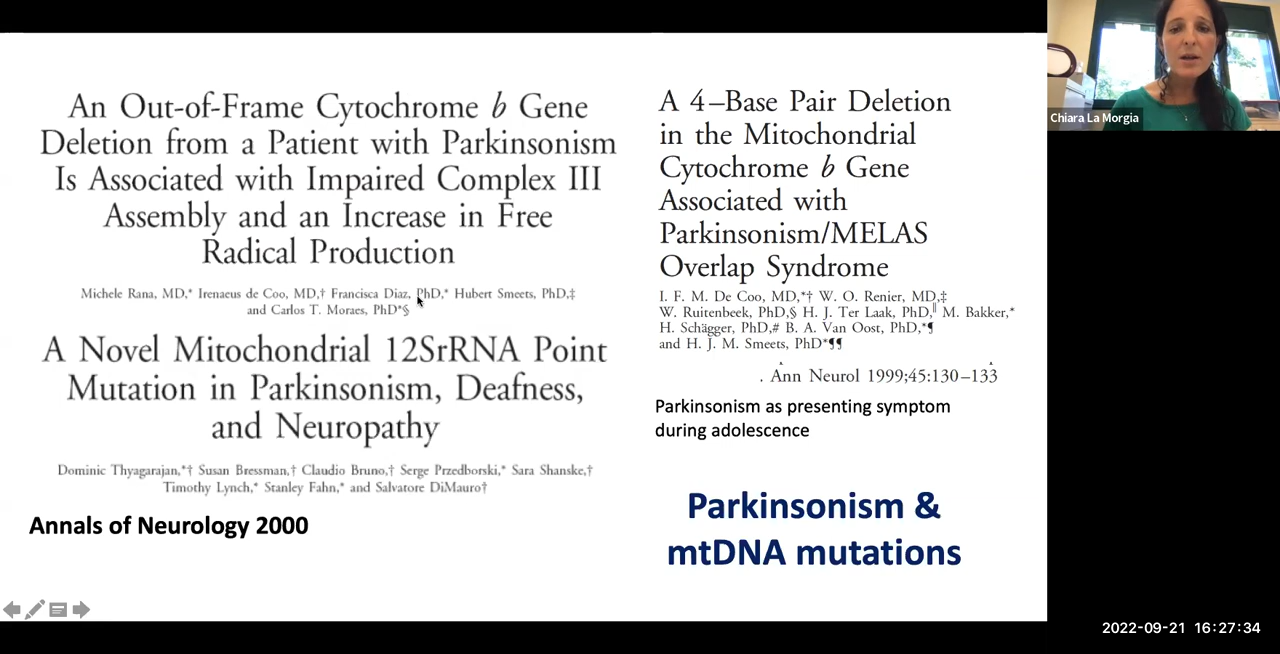 An Out-of-Frame Cytochrome b Gene
Deletion from a Patient with Parkinsonism
Is Associated with Impaired Complex III
Assembly and an Increase in Free
Radical Production
Michele Rana, MD,* Irenaeus de Coo, MD,† Francisca Diaz, PhD,* Hubert Smeets, PhD,‡
and Carlos T. Moraes, PhD*§
A Novel Mitochondrial 12SrRNA Point
Mutation in Parkinsonism, Deafness,
and Neuropathy
Dominic Thyagarajan,*† Susan Bressman,† Claudio Bruno,† Serge Przedborski,* Sara Shanske,†
Timothy Lynch,* Stanley Fahn,* and Salvatore DiMauro†
Annals of Neurology 2000
A 4–Base Pair Deletion
in the Mitochondrial
Cytochrome b Gene
Associated with
Parkinsonism/MELAS
Overlap Syndrome
I. F. M. De Coo, MD,*† W. O. Renier, MD,‡
W. Ruitenbeek, PhD,§ H. J. Ter Laak, PhD,‖ M. Bakker,*
H. Schägger, PhD,# B. A. Van Oost, PhD,*¶
and H. J. M. Smeets, PhD*¶¶
. Ann Neurol 1999;45:130–133
Parkinsonism as presenting symptom
during adolescence
Parkinsonism &
mtDNA mutations
Chiara La Morgia
2022-09-21 16:27:34